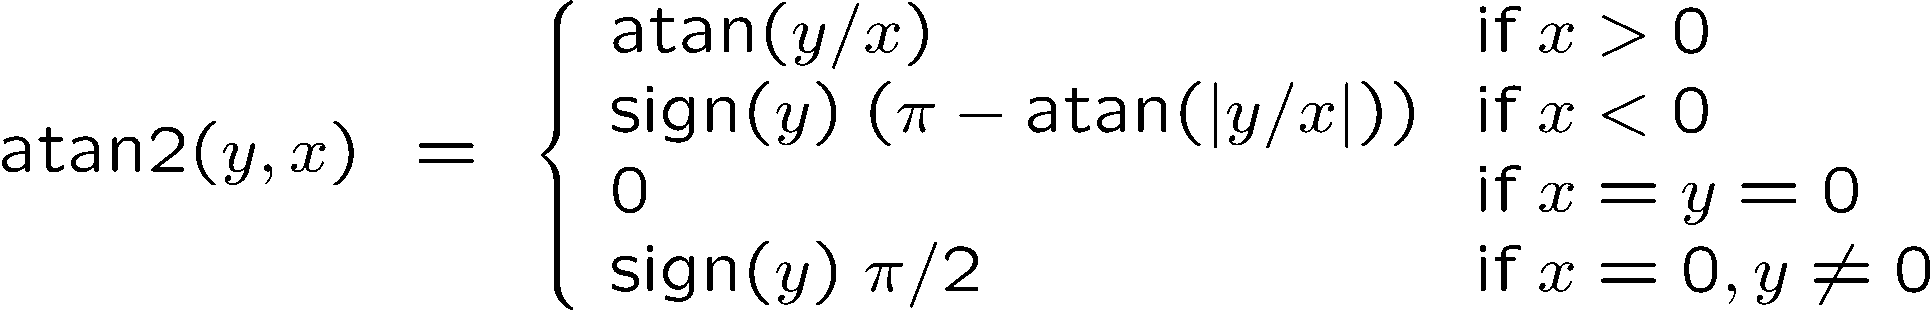 atan(y/x) if x > 0
sign(y) (π − atan(|y/x|)) if x < 0
atan2(y, x) = {
0 if x = y = 0
sign(y) π/2 if x = 0, y ≠ 0